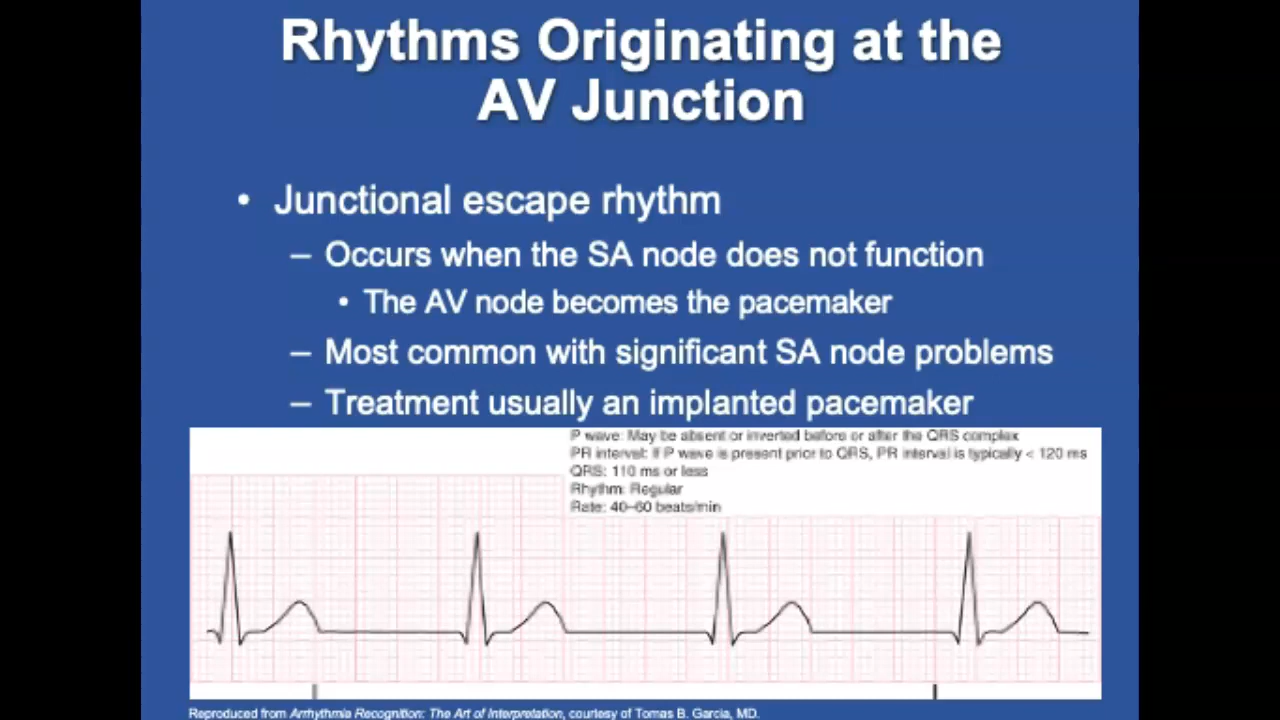 Rhythms Originating at the
AV Junction
• Junctional escape rhythm
– Occurs when the SA node does not function
• The AV node becomes the pacemaker
– Most common with significant SA node problems
– Treatment usually an implanted pacemaker
P wave: May be absent or inverted before or after the QRS complex
PR interval: If P wave is present prior to QRS, PR interval is typically < 120 ms
QRS: 110 ms or less
Rhythm: Regular
Rate: 40–60 beats/min
Reproduced from Arrhythmia Recognition: The Art of Interpretation, courtesy of Tomas B. Garcia, MD.